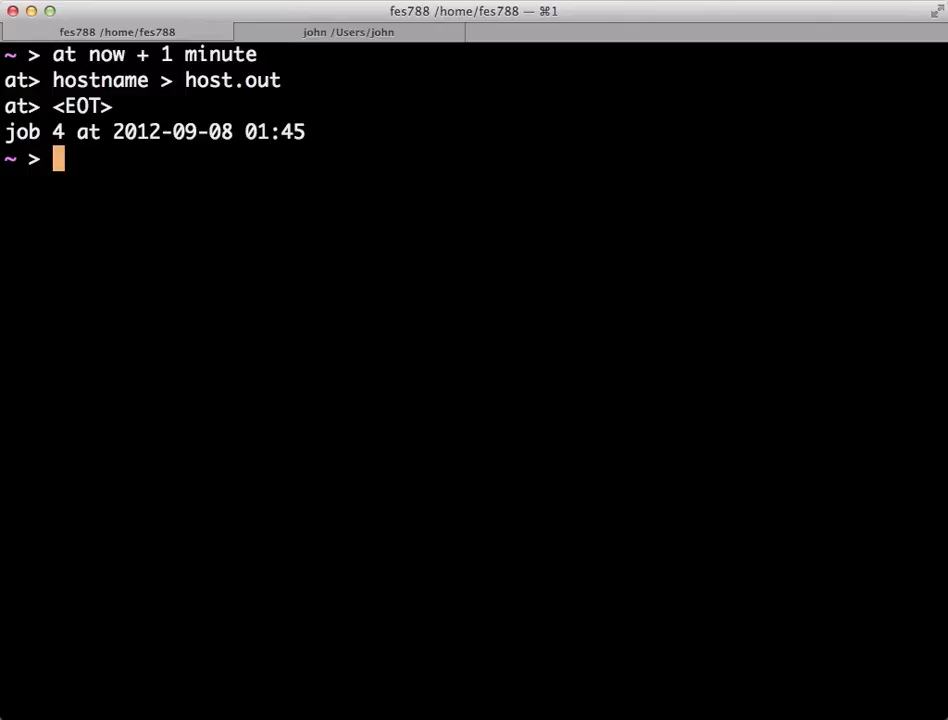 fes788 /home/fes788 — ⌘1
fes788 /home/fes788
john /Users/john
~ > at now + 1 minute
at> hostname > host.out
at> <EOT>
job 4 at 2012-09-08 01:45
~ >